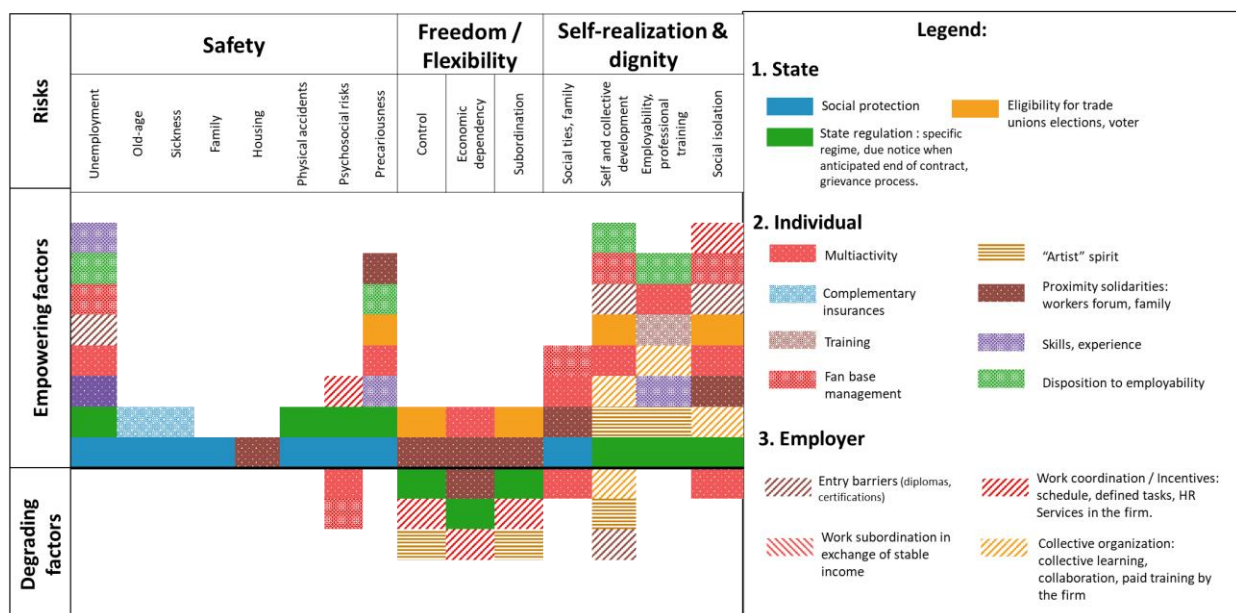 Risks
Safety
Freedom /
Flexibility
Self-realization &
dignity
Unemployment
Old-age
Sickness
Family
Housing
Physical accidents
Psychosocial risks
Precariousness
Control
Economic
dependency
Subordination
Social ties, family
Self and collective
development
Employability,
professional
training
Social isolation
Empowering factors
Degrading
factors
Legend:
1. State
Social protection
Eligibility for trade
unions elections, voter
State regulation : specific
regime, due notice when
anticipated end of contract,
grievance process.
2. Individual
Multiactivity
"Artist" spirit
Complementary
insurances
Proximity solidarities:
workers forum, family
Training
Skills, experience
Fan base
management
Disposition to employability
3. Employer
Entry barriers (diplomas,
certifications)
Work coordination / Incentives:
schedule, defined tasks, HR
Services in the firm.
Work subordination in
exchange of stable
income
Collective organization:
collective learning,
collaboration, paid training by
the firm